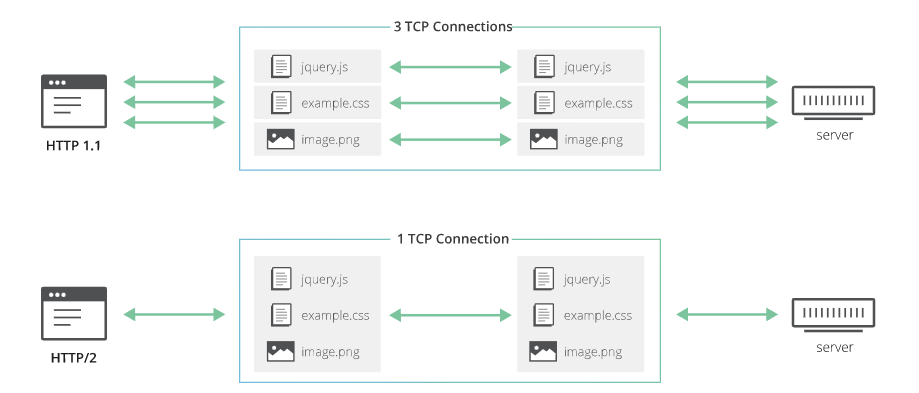 3 TCP Connections
jquery.js jquery.js
example.css example.css
image.png image.png
HTTP 1.1
server
1 TCP Connection
jquery.js jquery.js
example.css example.css
image.png image.png
HTTP/2
server